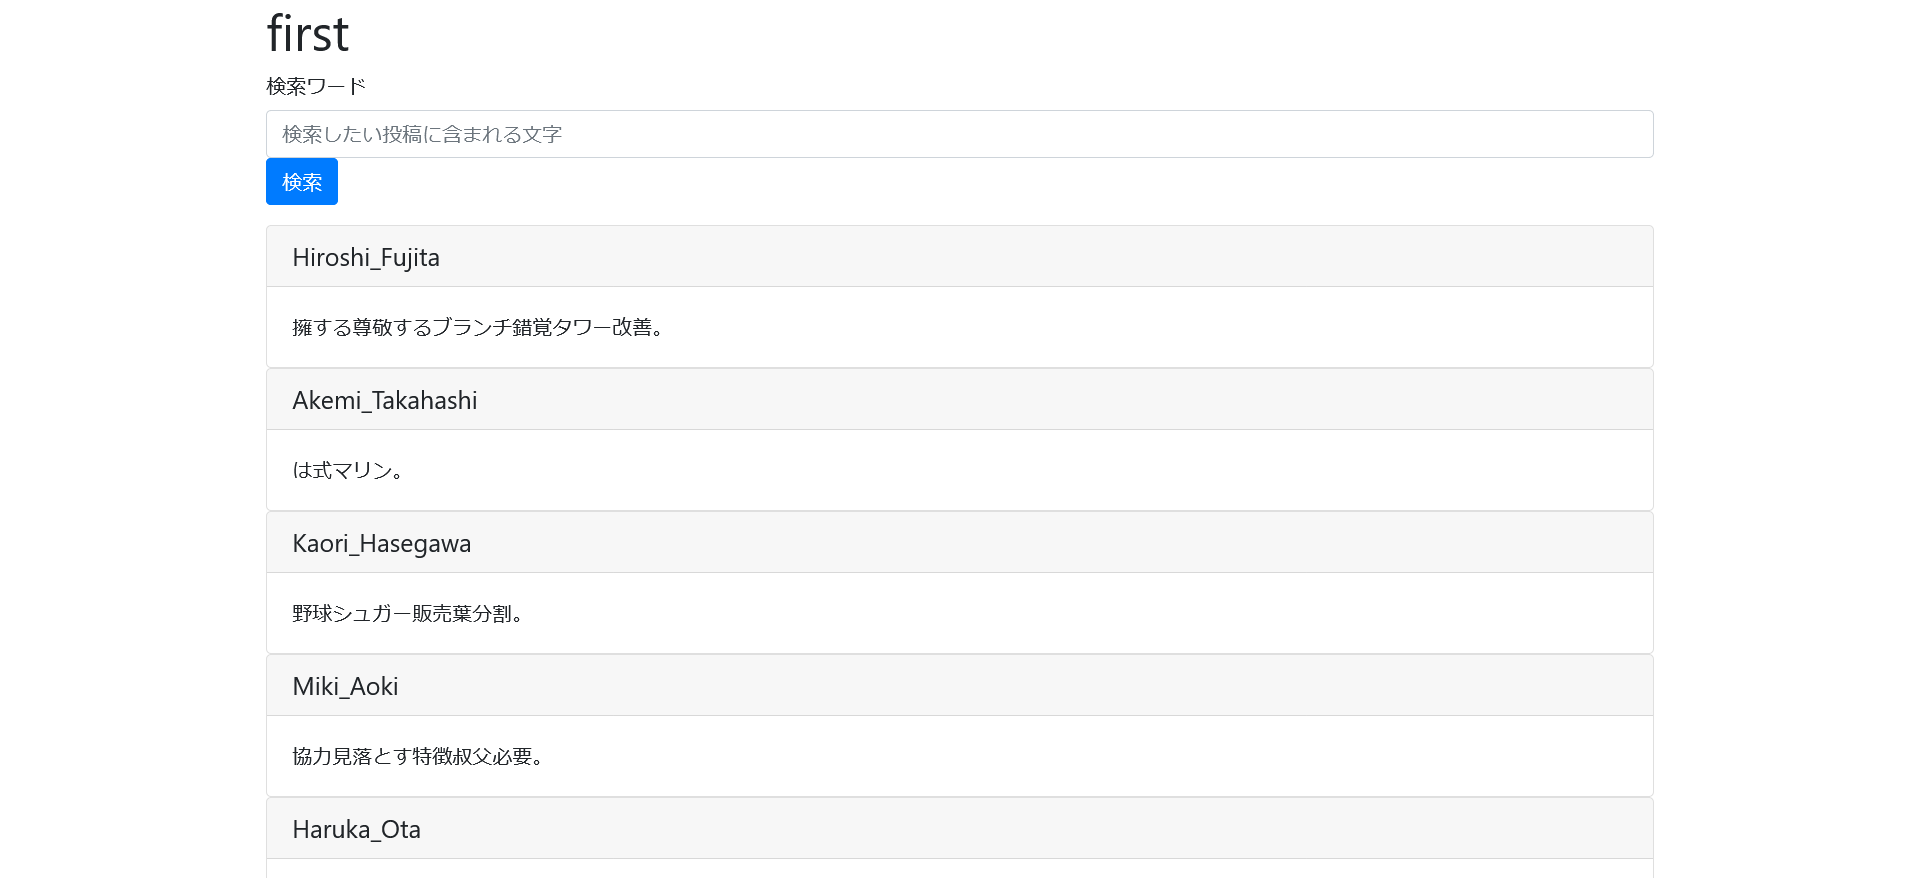 first
検索ワード
検索したい投稿に含まれる文字
検索
Hiroshi_Fujita
擁する尊敬するブランチ錯覚タワー改善。
Akemi_Takahashi
は式マリン。
Kaori_Hasegawa
野球シュガー販売葉分割。
Miki_Aoki
協力見落とす特徴叔父必要。
Haruka_Ota